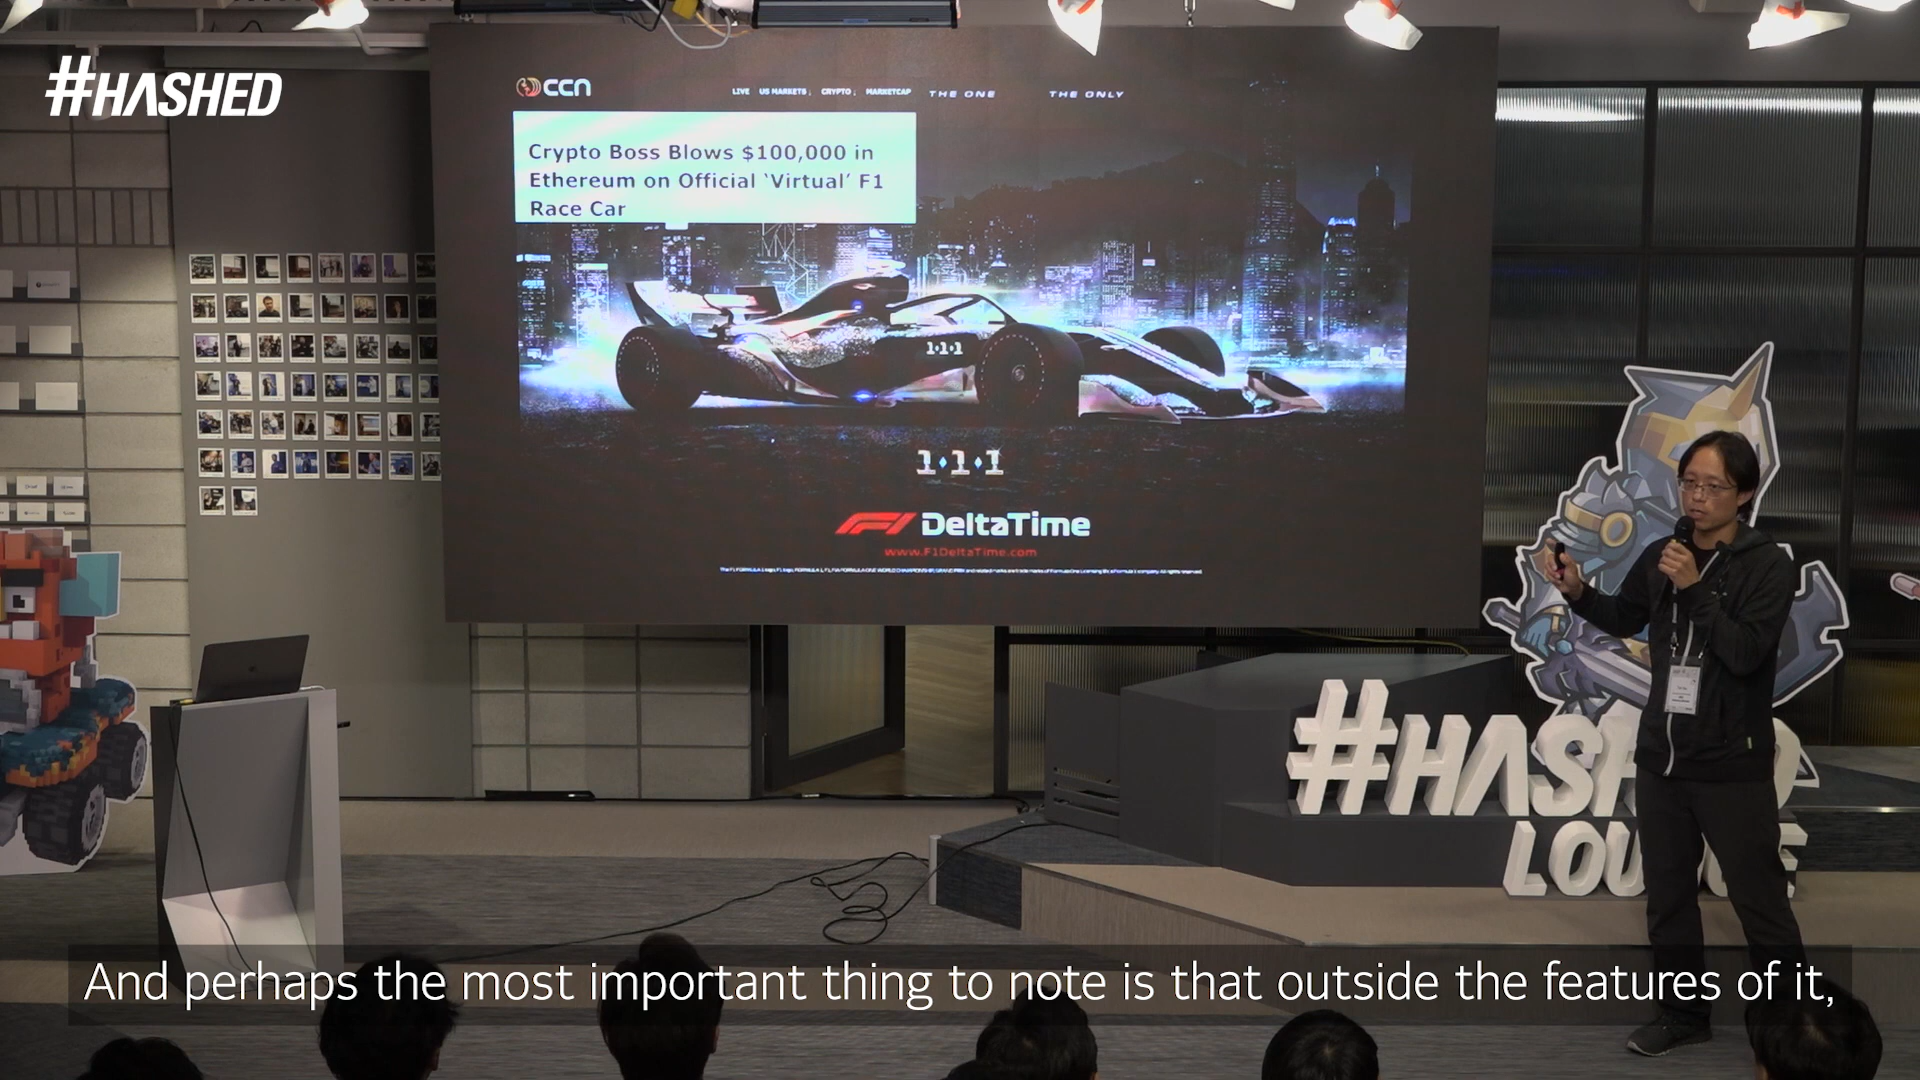 #HASHED
CCN
LIVE US MARKETS CRYPTO MARKETCAP THE ONE THE ONLY
Crypto Boss Blows $100,000 in
Ethereum on Official ‘Virtual’ F1
Race Car
1·1·1
1·1·1
F1 DeltaTime
www.F1DeltaTime.com
#HASHED
And perhaps the most important thing to note is that outside the features of it,